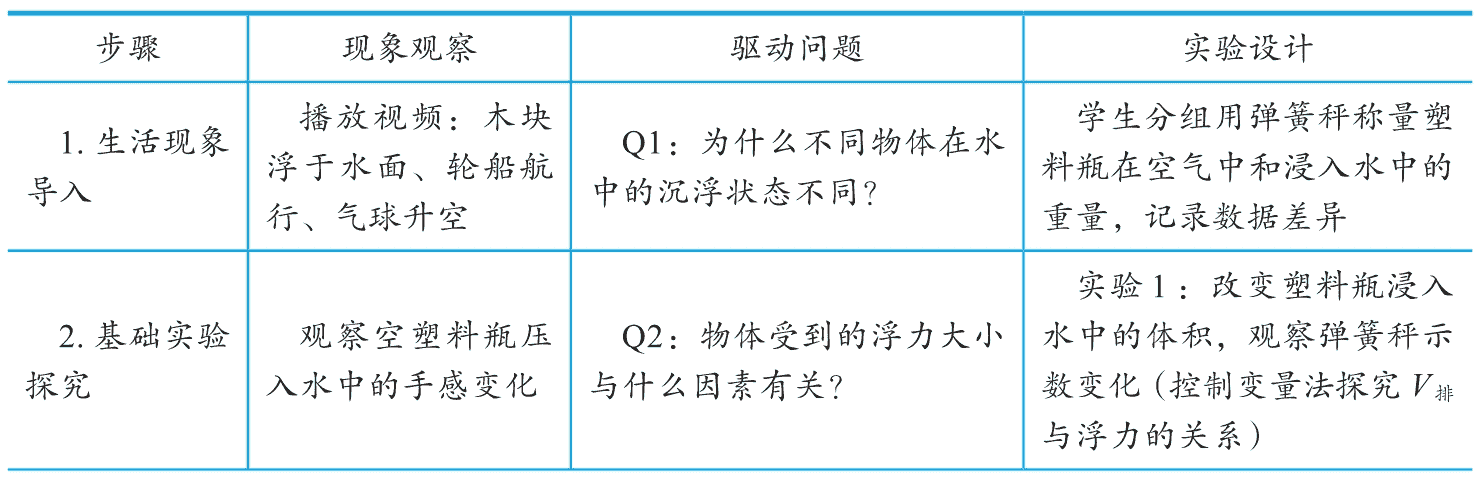 步骤
现象观察
驱动问题
实验设计
1. 生活现象
导入
播放视频：木块
浮于水面、轮船航
行、气球升空
Q1：为什么不同物体在水
中的沉浮状态不同？
学生分组用弹簧秤称量塑
料瓶在空气中和浸入水中的
重量，记录数据差异
2. 基础实验
探究
观察空塑料瓶压
入水中的手感变化
Q2：物体受到的浮力大小
与什么因素有关？
实验1：改变塑料瓶浸入
水中的体积，观察弹簧秤示
数变化（控制变量法探究V排
与浮力的关系）